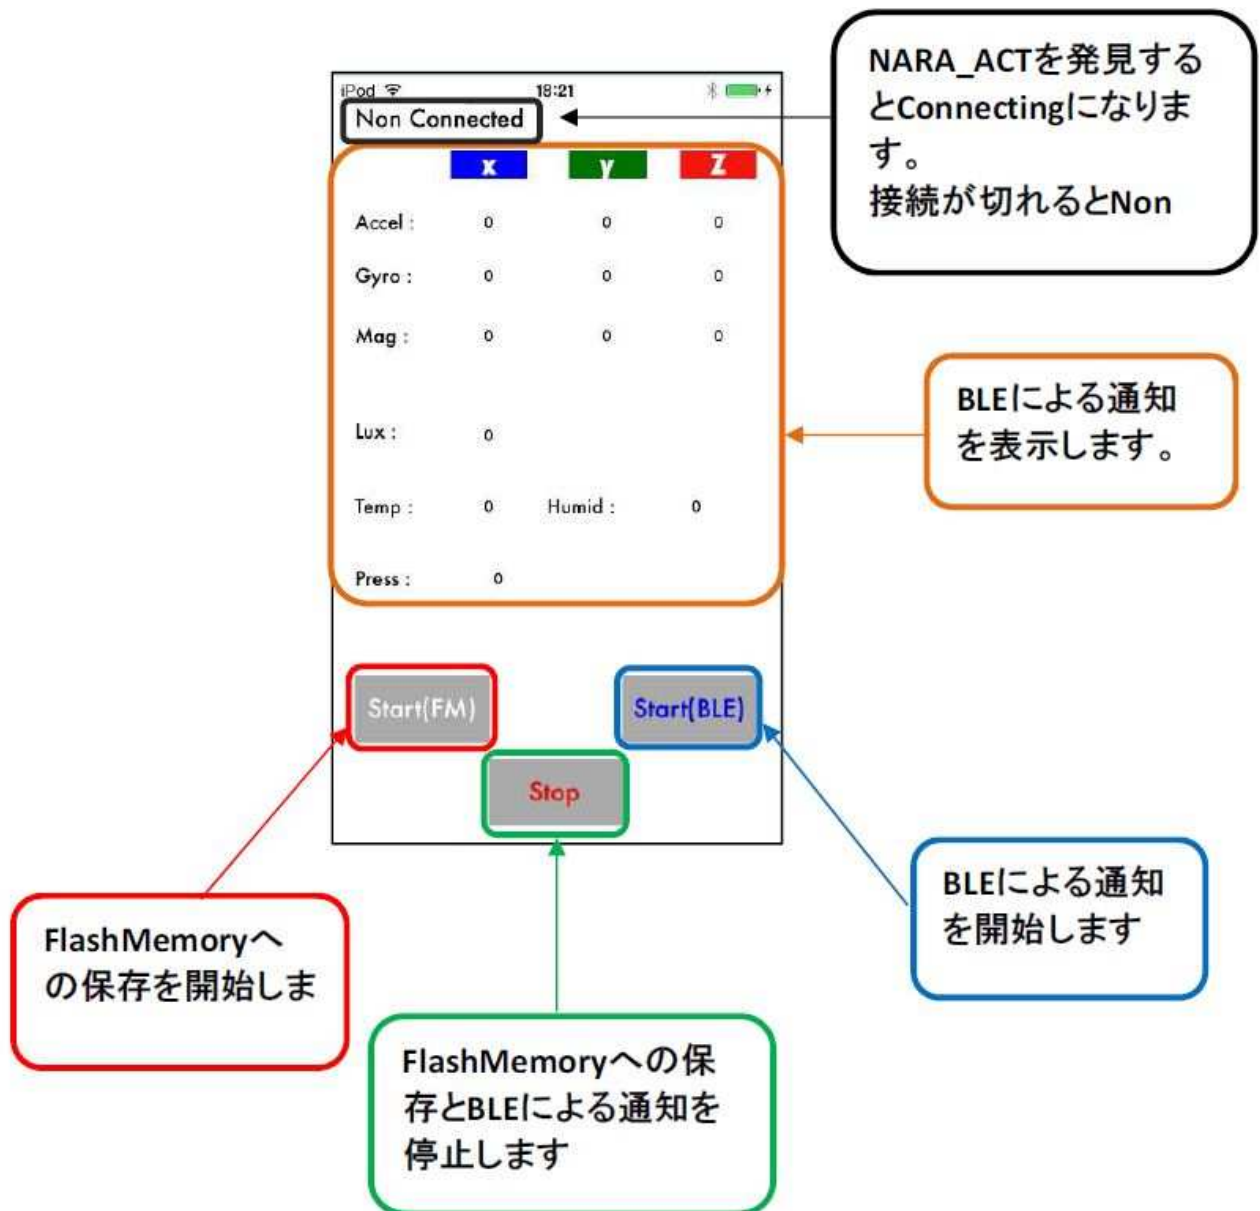 NARA_ACTを発見する
とConnectingになりま
す。
接続が切れるとNon
iPod 18:21
Non Connected
x y Z
Accel : 0 0 0
Gyro : 0 0 0
Mag : 0 0 0
BLEによる通知
を表示します。
Lux : 0
Temp : 0 Humid : 0
Press : 0
Start(FM) Start(BLE)
Stop
BLEによる通知
を開始します
FlashMemoryへ
の保存を開始しま
FlashMemoryへの保
存とBLEによる通知を
停止します